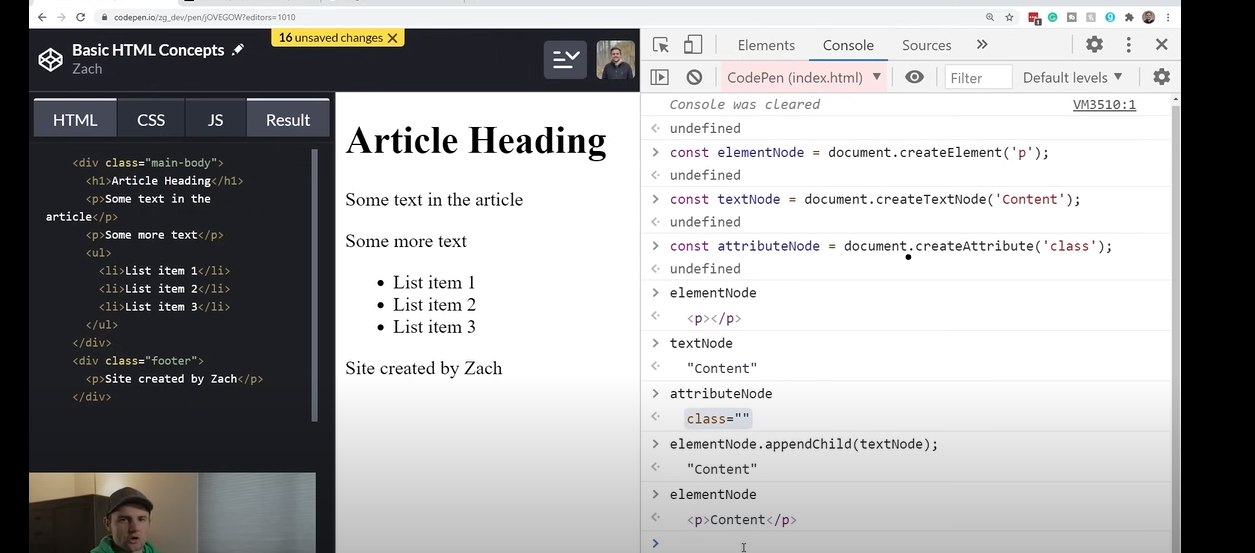 codepen.io/zg_dev/pen/jOVEGOW?editors=1010
16 unsaved changes
Basic HTML Concepts
Zach
HTML CSS JS Result
<div class="main-body">
<h1>Article Heading</h1>
<p>Some text in the
article</p>
<p>Some more text</p>
<ul>
<li>List item 1</li>
<li>List item 2</li>
<li>List item 3</li>
</ul>
</div>
<div class="footer">
<p>Site created by Zach</p>
</div>
Article Heading
Some text in the article
Some more text
List item 1
List item 2
List item 3
Site created by Zach
Elements Console Sources
CodePen (index.html) Filter Default levels
Console was cleared VM3510:1
undefined
const elementNode = document.createElement('p');
undefined
const textNode = document.createTextNode('Content');
undefined
const attributeNode = document.createAttribute('class');
undefined
elementNode
<p></p>
textNode
"Content"
attributeNode
class=""
elementNode.appendChild(textNode);
"Content"
elementNode
<p>Content</p>